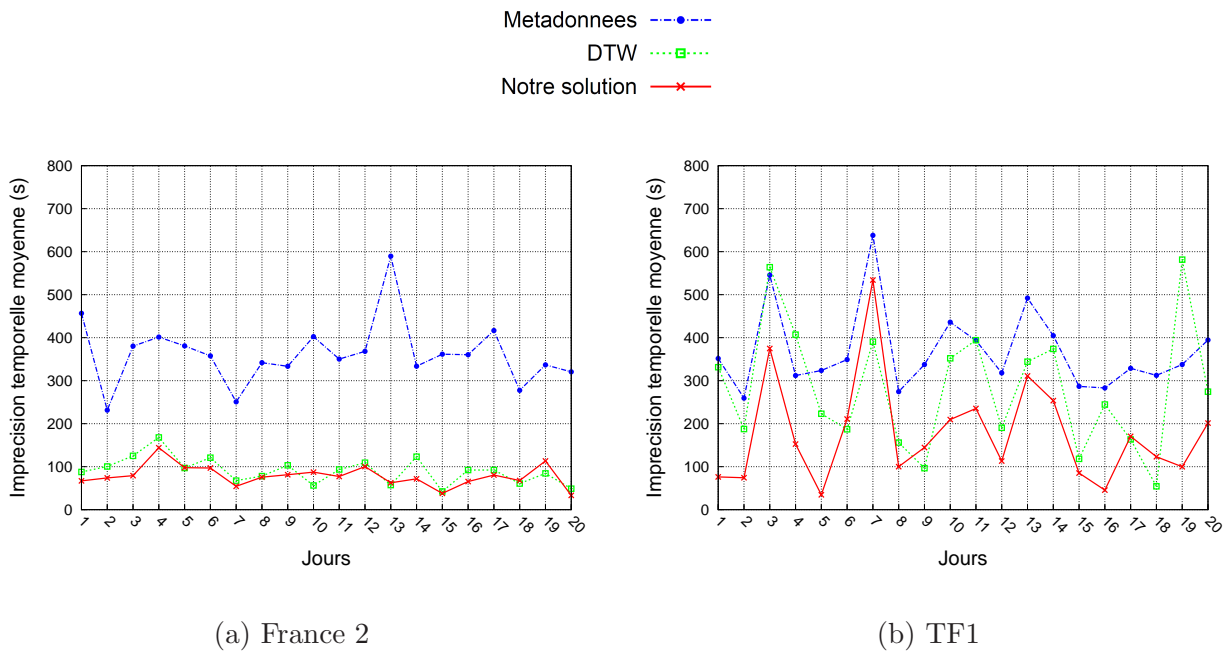 Metadonnees
DTW
Notre solution
Imprecision temporelle moyenne (s)
800
700
600
500
400
300
200
100
0
1 2 3 4 5 6 7 8 9 10 11 12 13 14 15 16 17 18 19 20
Jours
(a) France 2
Imprecision temporelle moyenne (s)
800
700
600
500
400
300
200
100
0
1 2 3 4 5 6 7 8 9 10 11 12 13 14 15 16 17 18 19 20
Jours
(b) TF1